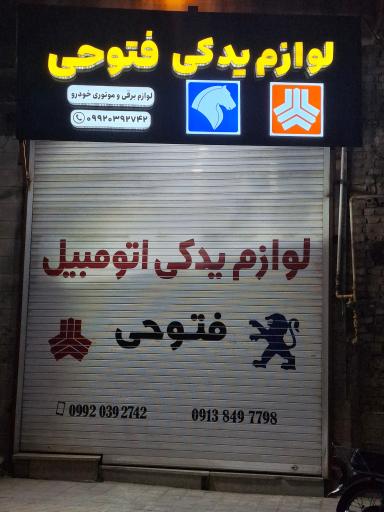 لوازم یدکی فتوحی
لوازم برقی و موتوری خودرو
۰۹۹۲۰۳۹۲۷۴۲
لوازم یدکی اتومبیل
فتوحی
0992 039 2742
0913 849 7798